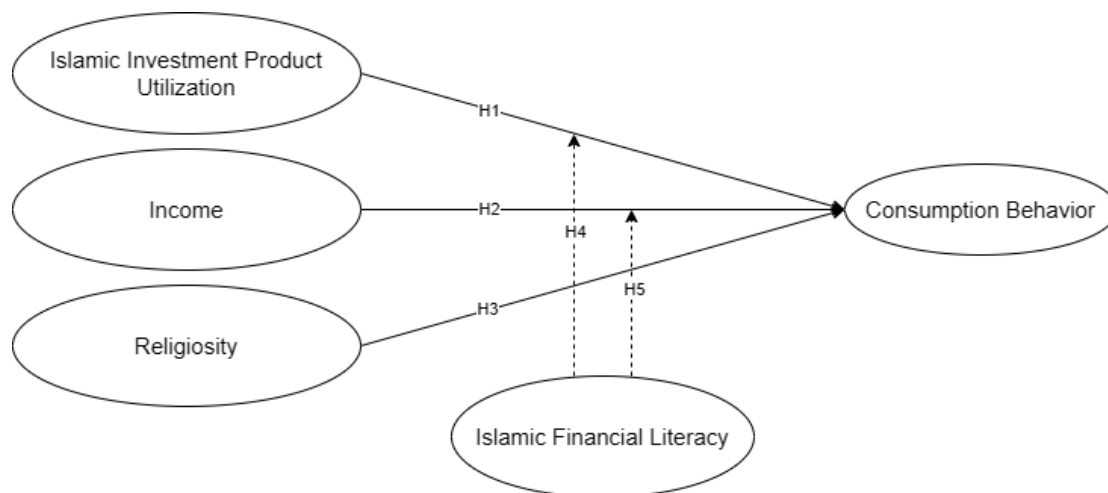 Islamic Investment Product
Utilization
H1
Income
H2
Consumption Behavior
H4
H5
H3
Religiosity
Islamic Financial Literacy